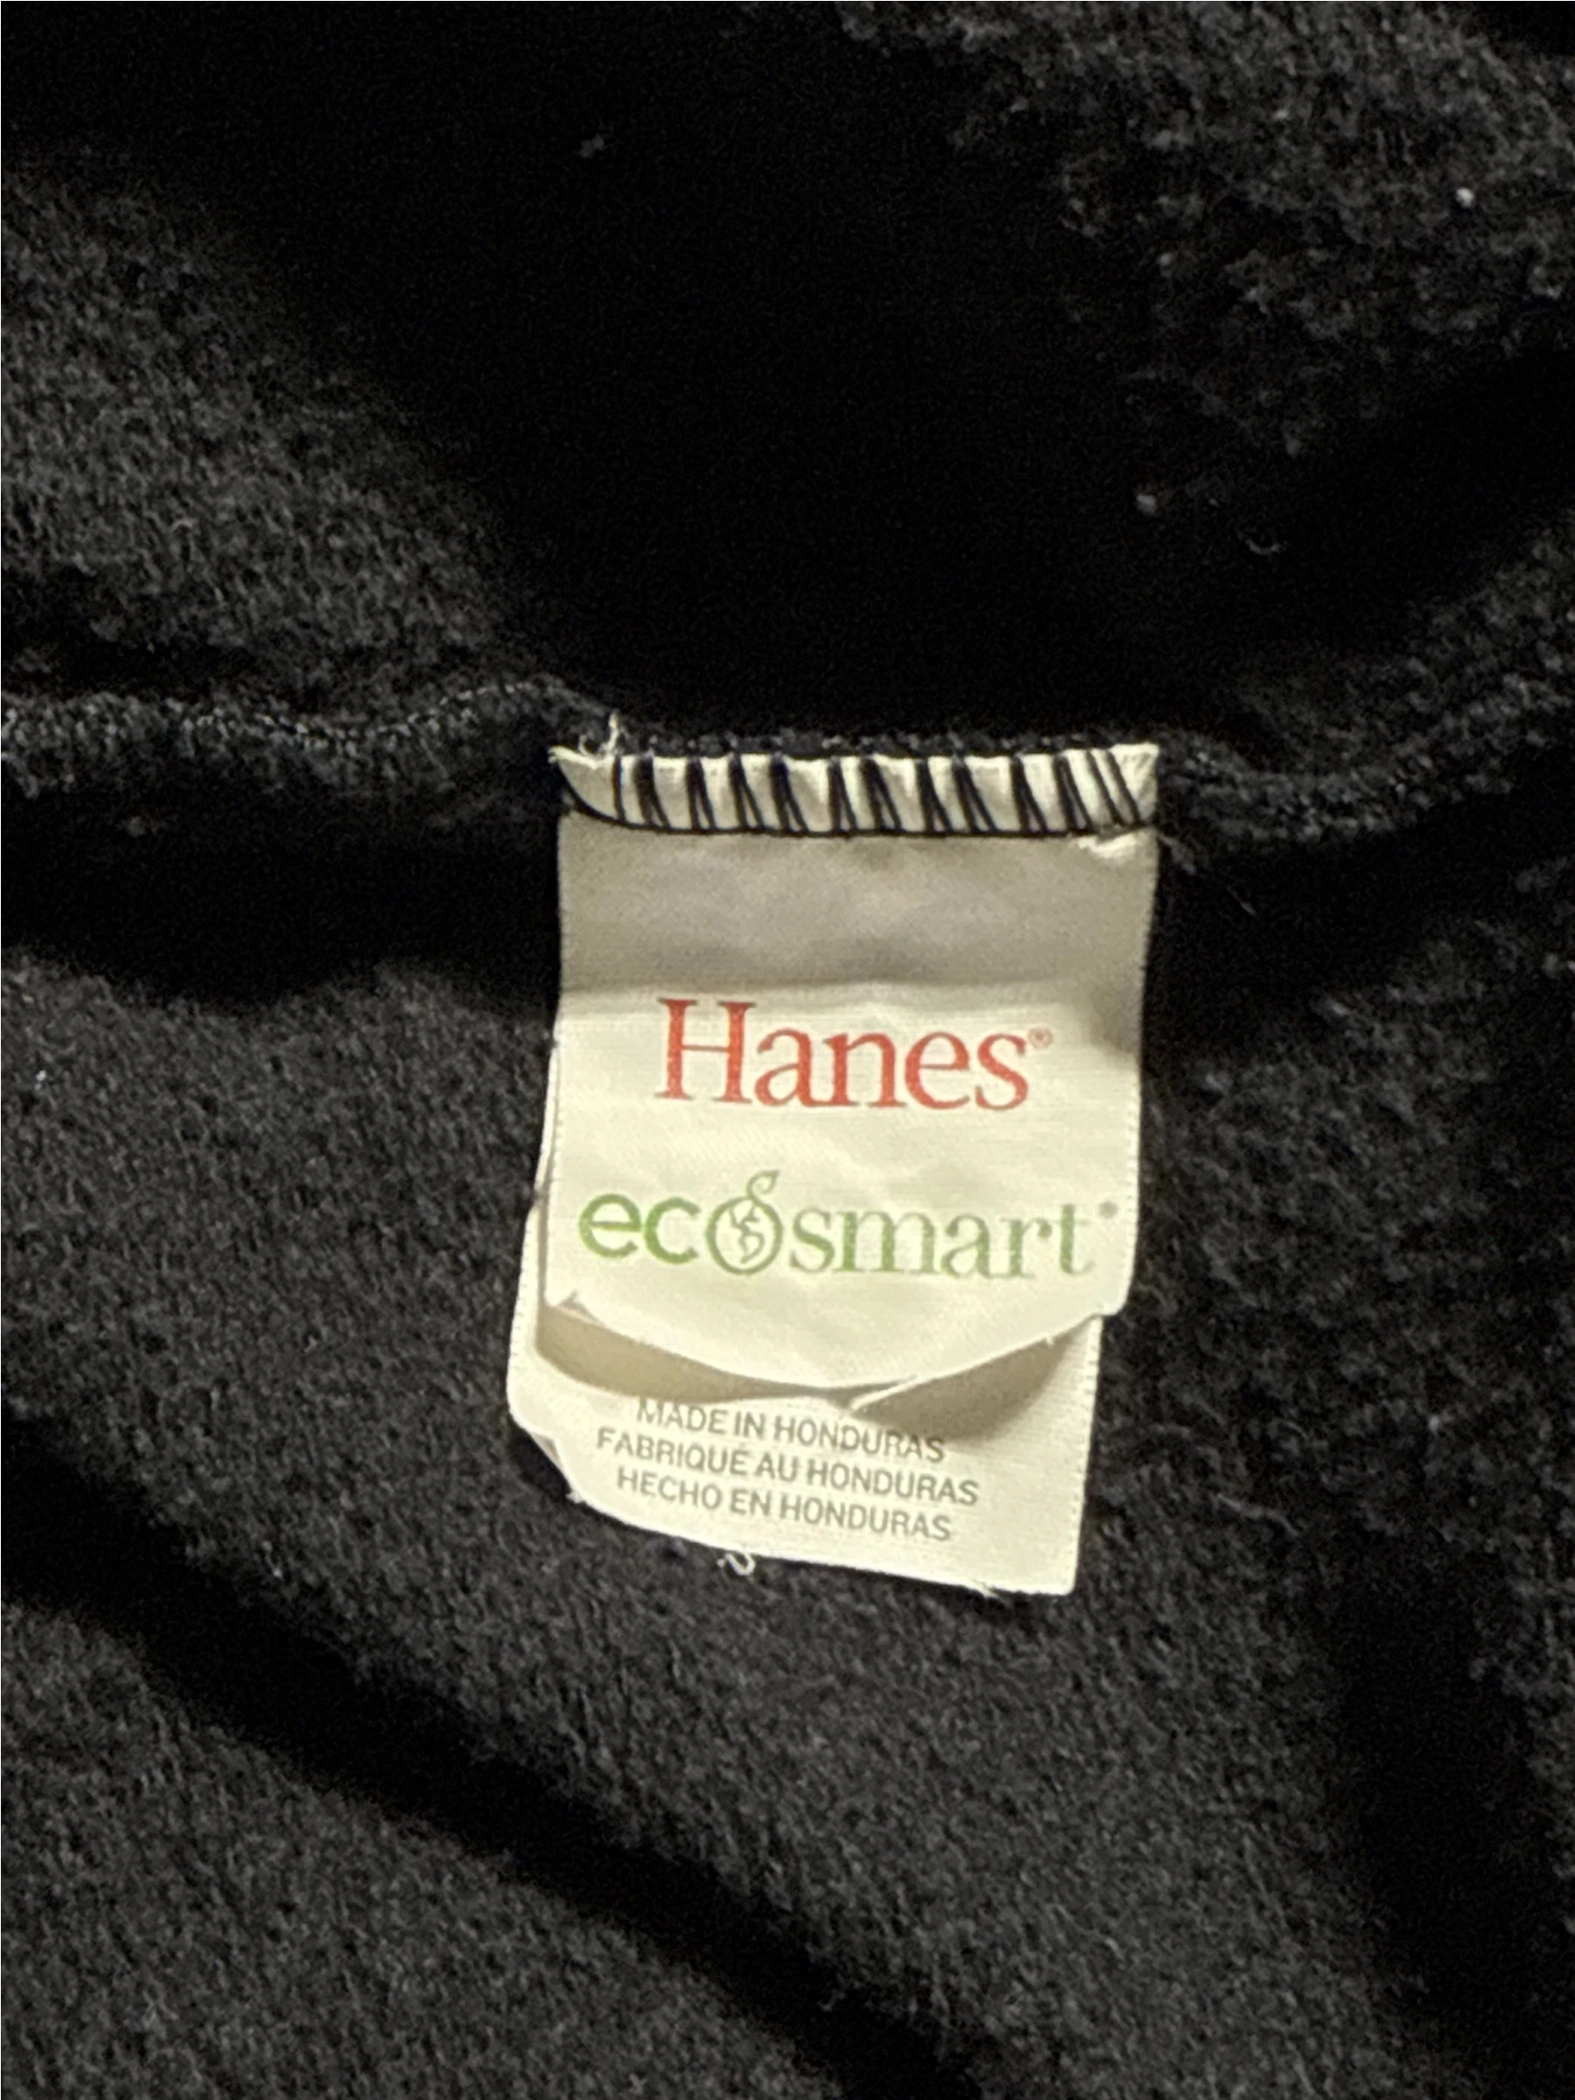 Hanes®
ecosmart®
MADE IN HONDURAS
FABRIQUÉ AU HONDURAS
HECHO EN HONDURAS